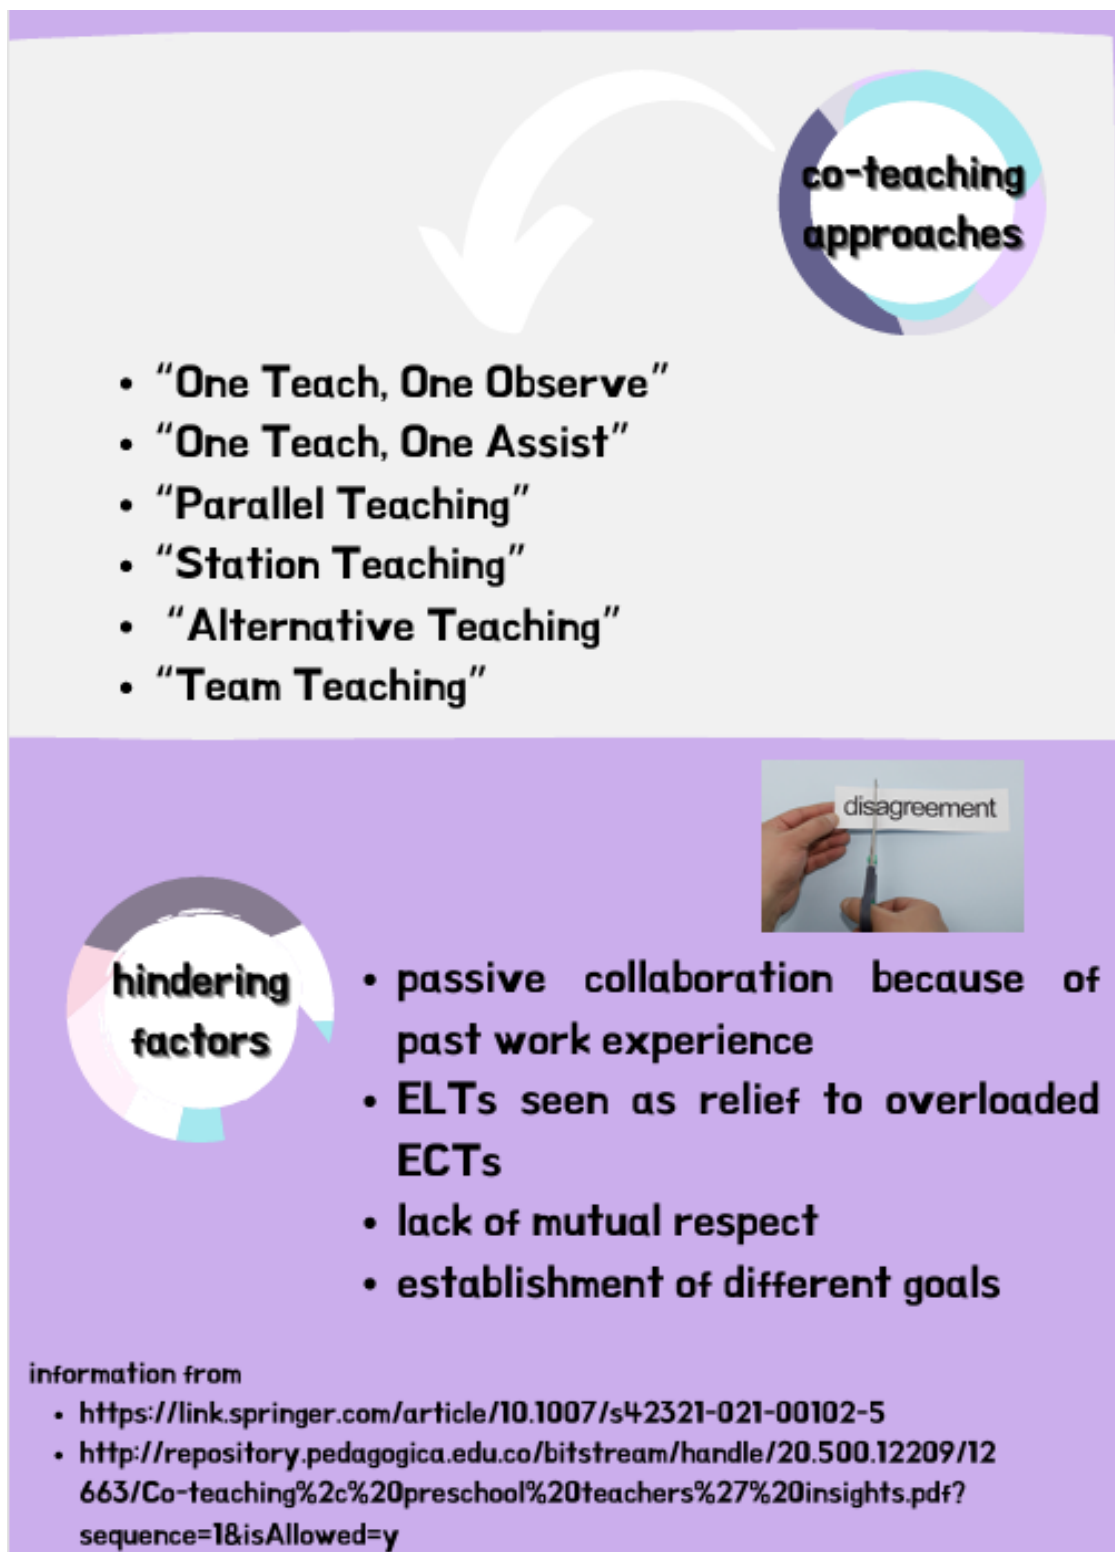 co-teaching
approaches
• “One Teach, One Observe”
• “One Teach, One Assist”
• “Parallel Teaching”
• “Station Teaching”
• “Alternative Teaching”
• “Team Teaching”
disagreement
hindering
factors
• passive collaboration because of
past work experience
• ELTs seen as relief to overloaded
ECTs
• lack of mutual respect
• establishment of different goals
information from
• https://link.springer.com/article/10.1007/s42321-021-00102-5
• http://repository.pedagogica.edu.co/bitstream/handle/20.500.12209/12
663/Co-teaching%2c%20preschool%20teachers%27%20insights.pdf?
sequence=1&isAllowed=y